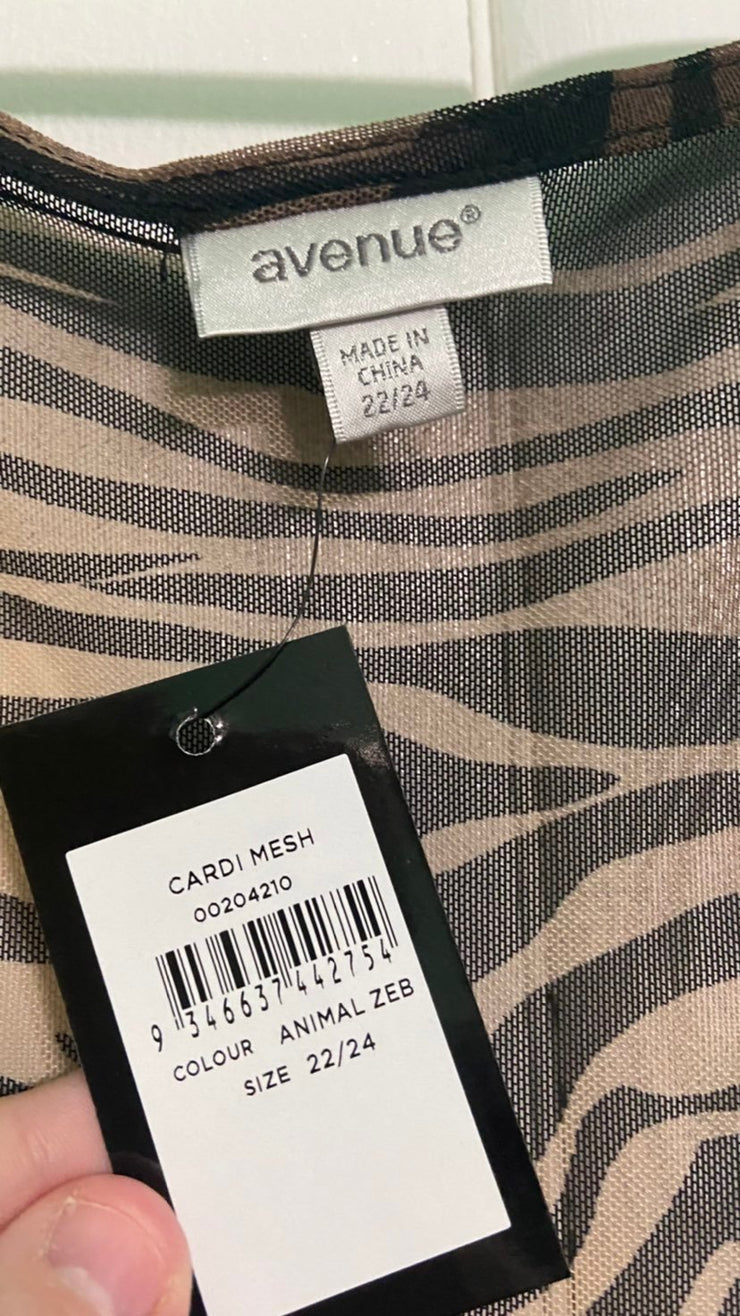 avenue®
MADE IN
CHINA
22/24
CARDI MESH
00204210
9 346637 442754
COLOUR ANIMAL ZEB
SIZE 22/24